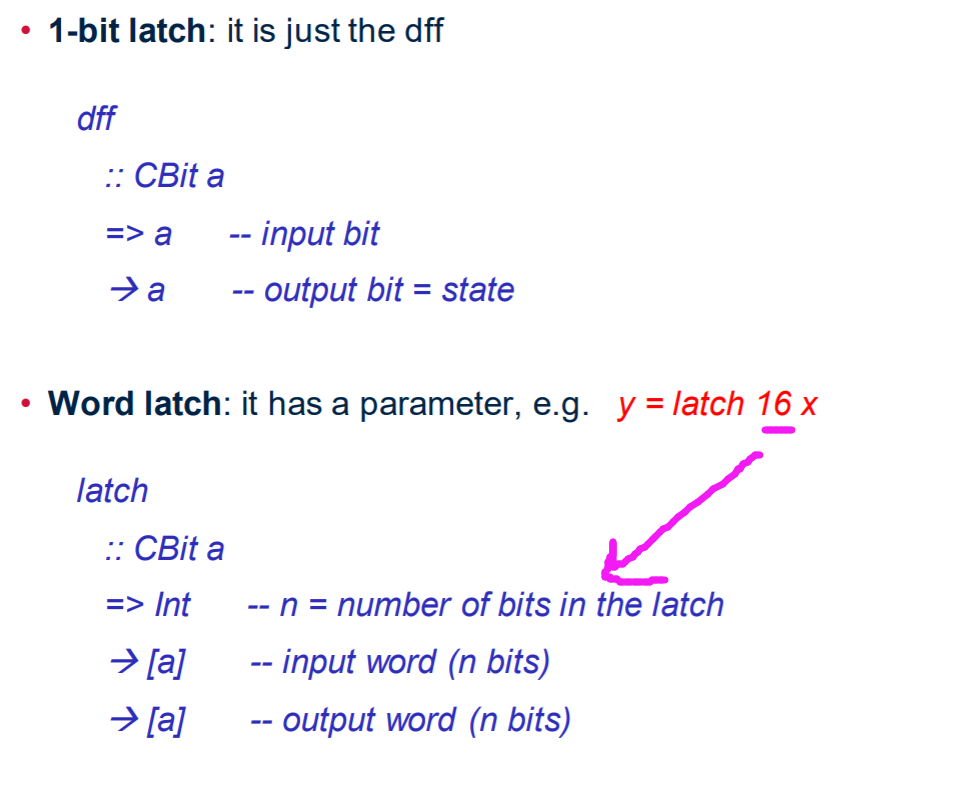 • 1-bit latch: it is just the dff
dff
:: CBit a
=> a -- input bit
→ a -- output bit = state
• Word latch: it has a parameter, e.g. y = latch 16 x
latch
:: CBit a
=> Int -- n = number of bits in the latch
→ [a] -- input word (n bits)
→ [a] -- output word (n bits)